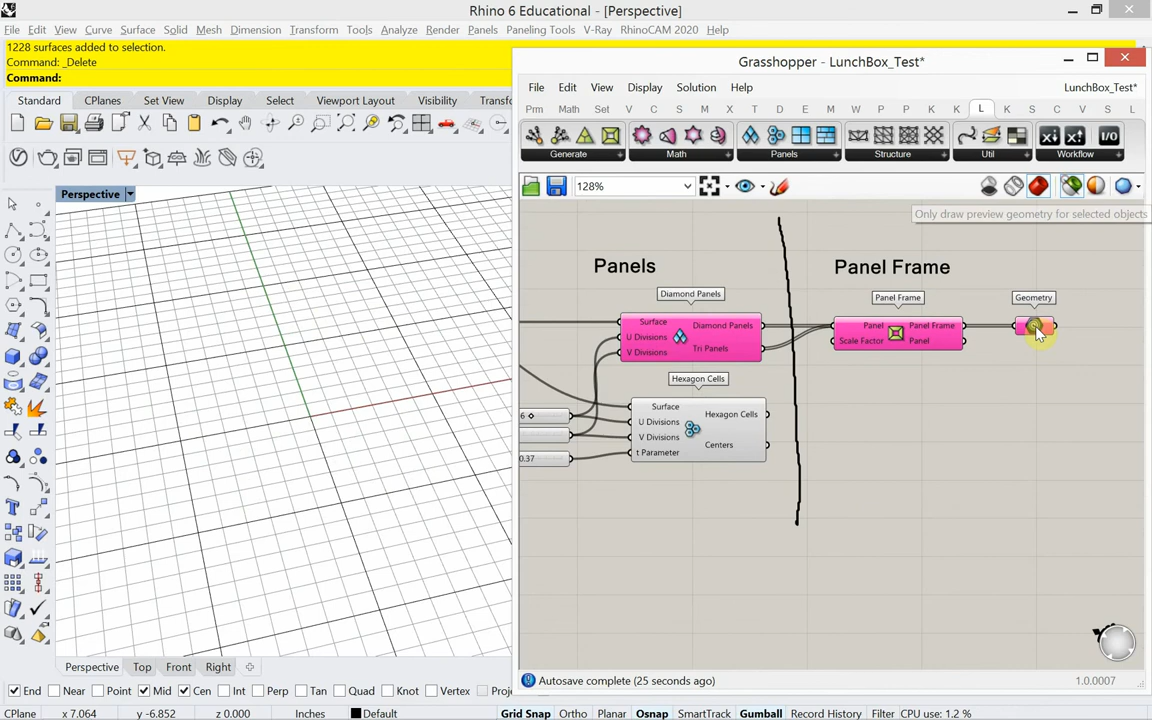 Rhino 6 Educational - [Perspective]
File Edit View Curve Surface Solid Mesh Dimension Transform Tools Analyze Render Panels Paneling Tools V-Ray RhinoCAM 2020 Help
1228 surfaces added to selection.
Command: _Delete
Command:
Standard CPlanes Set View Display Select Viewport Layout Visibility Transfo
Perspective
Grasshopper - LunchBox_Test*
File Edit View Display Solution Help LunchBox_Test*
Prm Math Sets V C S M X D T D E M V W P K K L K S C V S L
Generate Math Panels Structure Util Workflow
I/O
128%
Only draw preview geometry for selected objects
Panels
Panel Frame
Diamond Panels
Panel Frame
Geometry
Surface Diamond Panels
U Divisions
V Divisions Tri Panels
Panel Panel Frame
Scale Factor Panel
Hexagon Cells
Surface
U Divisions Hexagon Cells
V Divisions
t Parameter Centers
6
0.37
Autosave complete (25 seconds ago) 1.0.0007
Perspective Top Front Right
End Near Point Mid Cen Int Perp Tan Quad Knot Vertex Proje
CPlane x 7.064 y -6.852 z 0.000 Inches Default Grid Snap Ortho Planar Osnap SmartTrack Gumball Record History Filter CPU use: 1.2 %